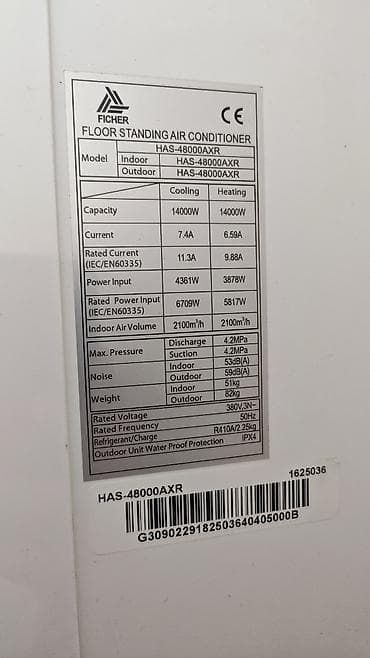 FICHER
CE
FLOOR STANDING AIR CONDITIONER
Model HAS-48000AXR
Indoor HAS-48000AXR
Outdoor HAS-48000AXR
Cooling Heating
Capacity 14000W 14000W
Current 7.4A 6.59A
Rated Current (IEC/EN60335) 11.3A 9.88A
Power Input 4361W 3878W
Rated Power Input (IEC/EN60335) 6709W 5817W
Indoor Air Volume 2100m³/h 2100m³/h
Max. Pressure Discharge 4.2MPa
Suction 4.2MPa
Noise Indoor 53dB(A)
Outdoor 59dB(A)
Weight Indoor 51kg
Outdoor 82kg
Rated Voltage 380V,3N~
Rated Frequency 50Hz
Refrigerant/Charge R410A/2.25kg
Outdoor Unit Water Proof Protection IPX4
HAS-48000AXR 1625036
G30902291825036404050​00B